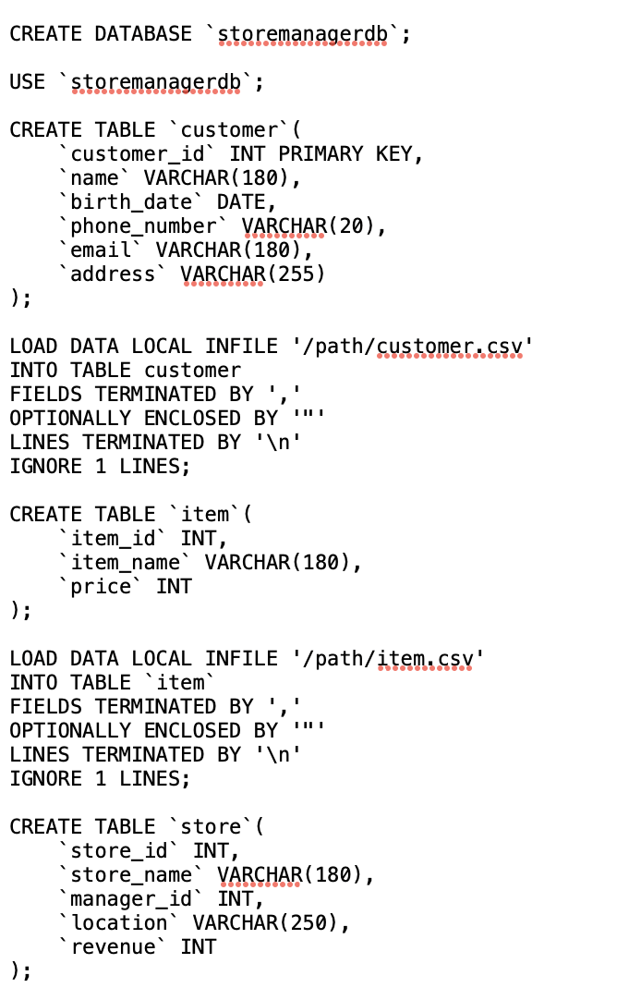 CREATE DATABASE `storemanagerdb`;
USE `storemanagerdb`;
CREATE TABLE `customer`(
    `customer_id` INT PRIMARY KEY,
    `name` VARCHAR(180),
    `birth_date` DATE,
    `phone_number` VARCHAR(20),
    `email` VARCHAR(180),
    `address` VARCHAR(255)
);
LOAD DATA LOCAL INFILE '/path/customer.csv'
INTO TABLE customer
FIELDS TERMINATED BY ','
OPTIONALLY ENCLOSED BY '"'
LINES TERMINATED BY '\n'
IGNORE 1 LINES;
CREATE TABLE `item`(
    `item_id` INT,
    `item_name` VARCHAR(180),
    `price` INT
);
LOAD DATA LOCAL INFILE '/path/item.csv'
INTO TABLE `item`
FIELDS TERMINATED BY ','
OPTIONALLY ENCLOSED BY '"'
LINES TERMINATED BY '\n'
IGNORE 1 LINES;
CREATE TABLE `store`(
    `store_id` INT,
    `store_name` VARCHAR(180),
    `manager_id` INT,
    `location` VARCHAR(250),
    `revenue` INT
);